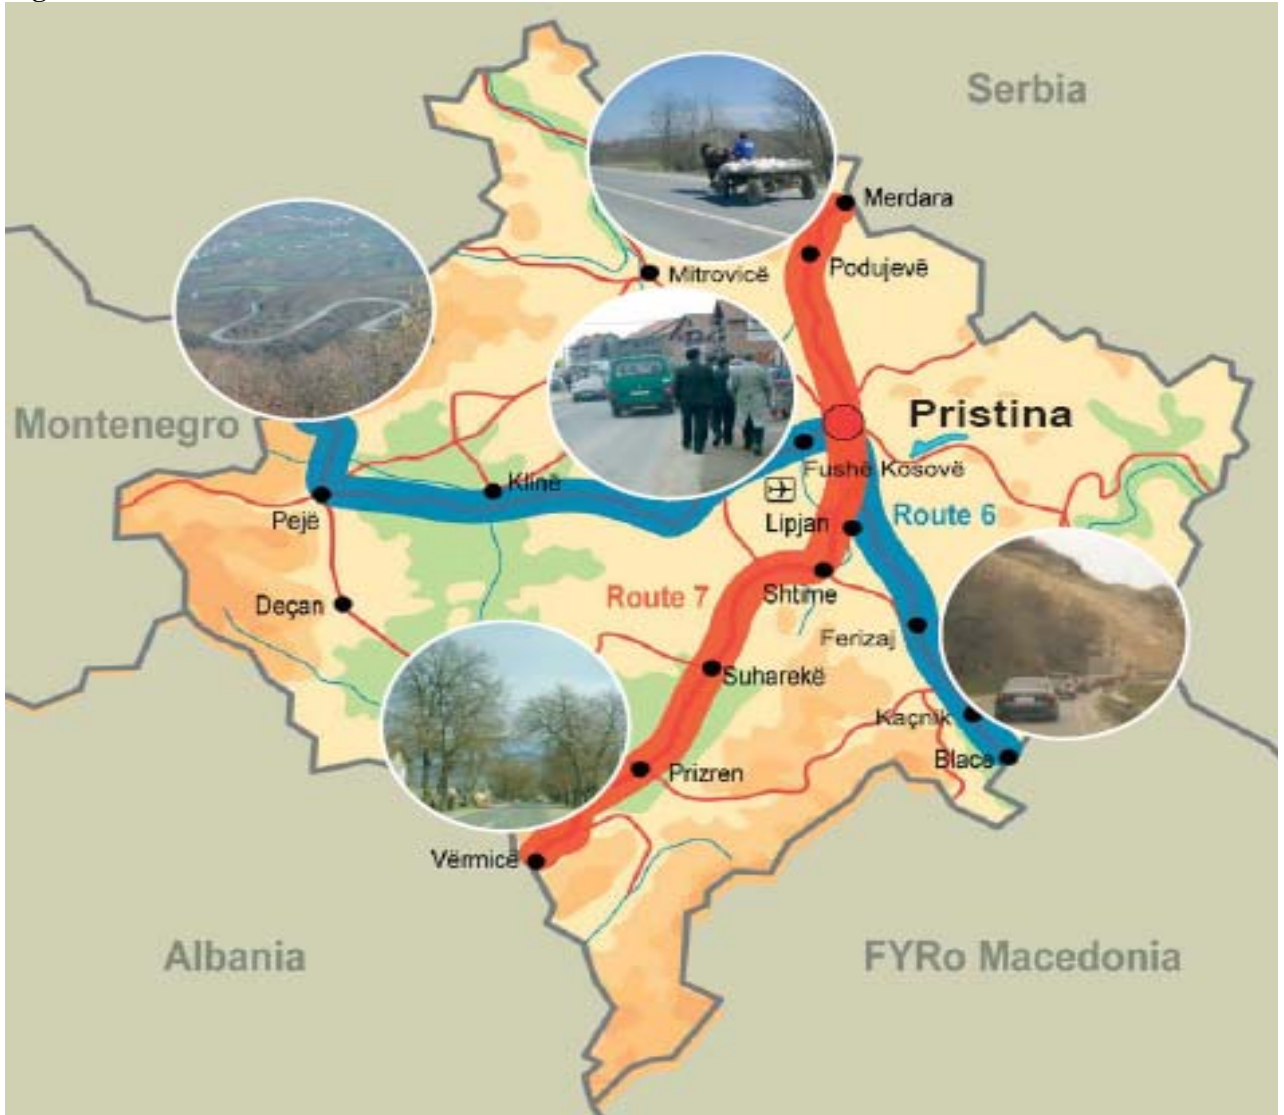 Serbia
Merdara
Podujevë
Mitrovicë
Montenegro
Pristina
Fushë Kosovë
Klinë
Pejë
Lipjan
Route 6
Route 7
Shtime
Deçan
Ferizaj
Suharekë
Kaçnik
Blace
Prizren
Vërmicë
Albania
FYRo Macedonia